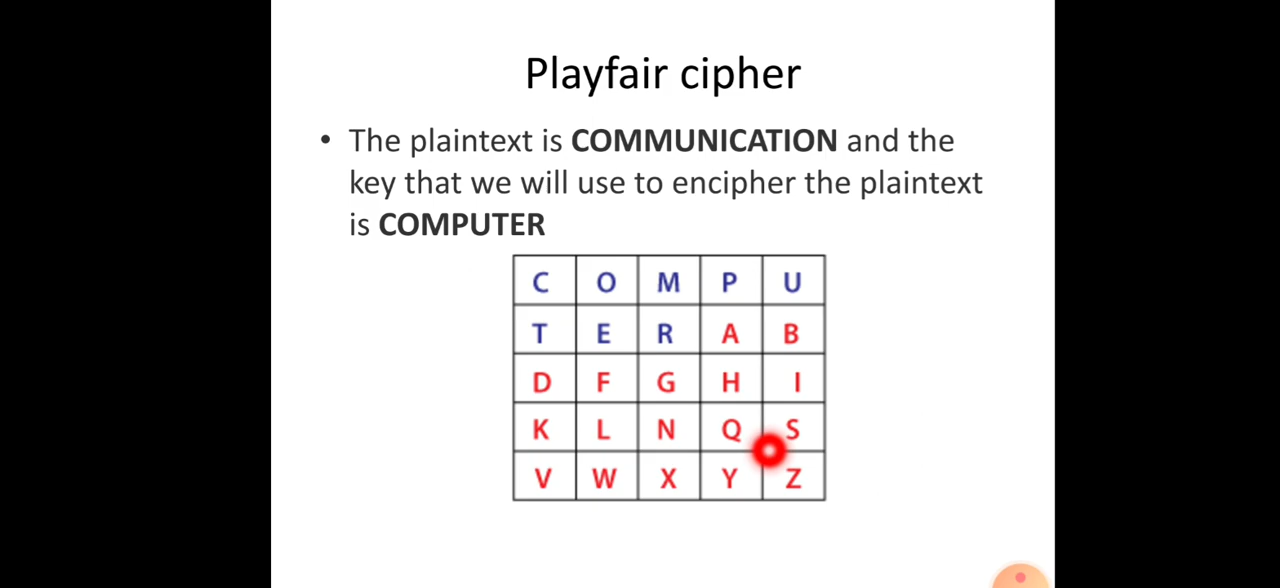 Playfair cipher
• The plaintext is COMMUNICATION and the
key that we will use to encipher the plaintext
is COMPUTER
C O M P U
T E R A B
D F G H I
K L N Q S
V W X Y Z